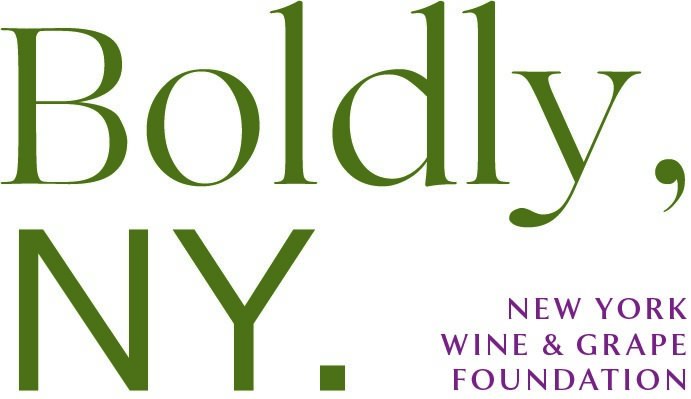 Boldly,
NY.
NEW YORK
WINE & GRAPE
FOUNDATION